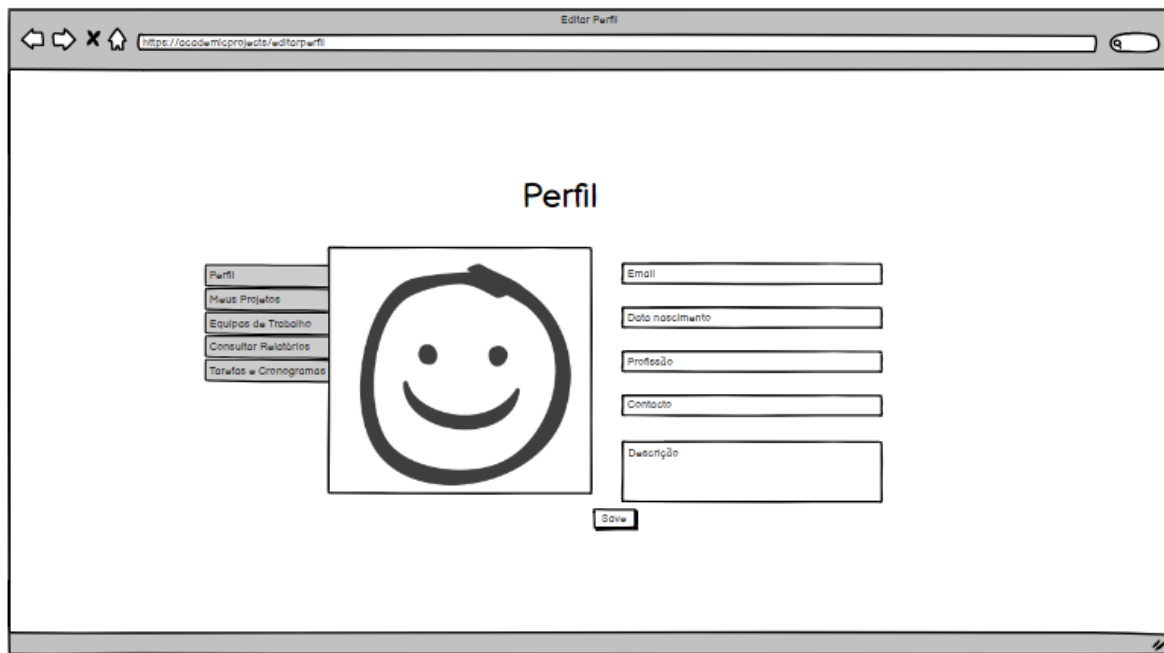 Editar Perfil
https://academicprojects/editarperfil
Perfil
Perfil
Meus Projetos
Equipas de Trabalho
Consultar Relatórios
Tarefas e Cronogramas
Email
Data nascimento
Profissão
Contacto
Descrição
Save